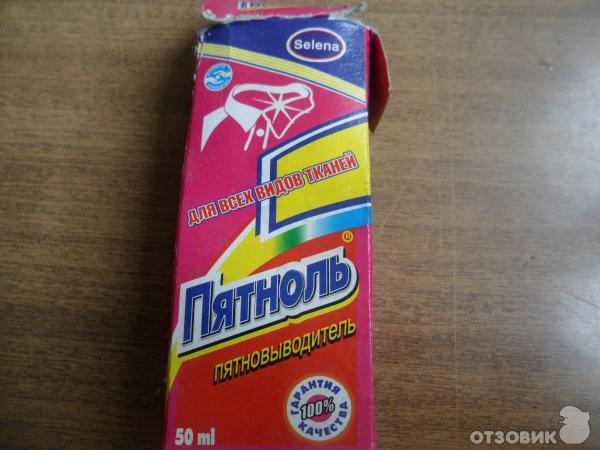 Selena
ДЛЯ ВСЕХ ВИДОВ ТКАНЕЙ
ПЯТНОЛЬ®
ПЯТНОВЫВОДИТЕЛЬ
ГАРАНТИЯ
100%
КАЧЕСТВА
50 ml
ОТЗОВИК